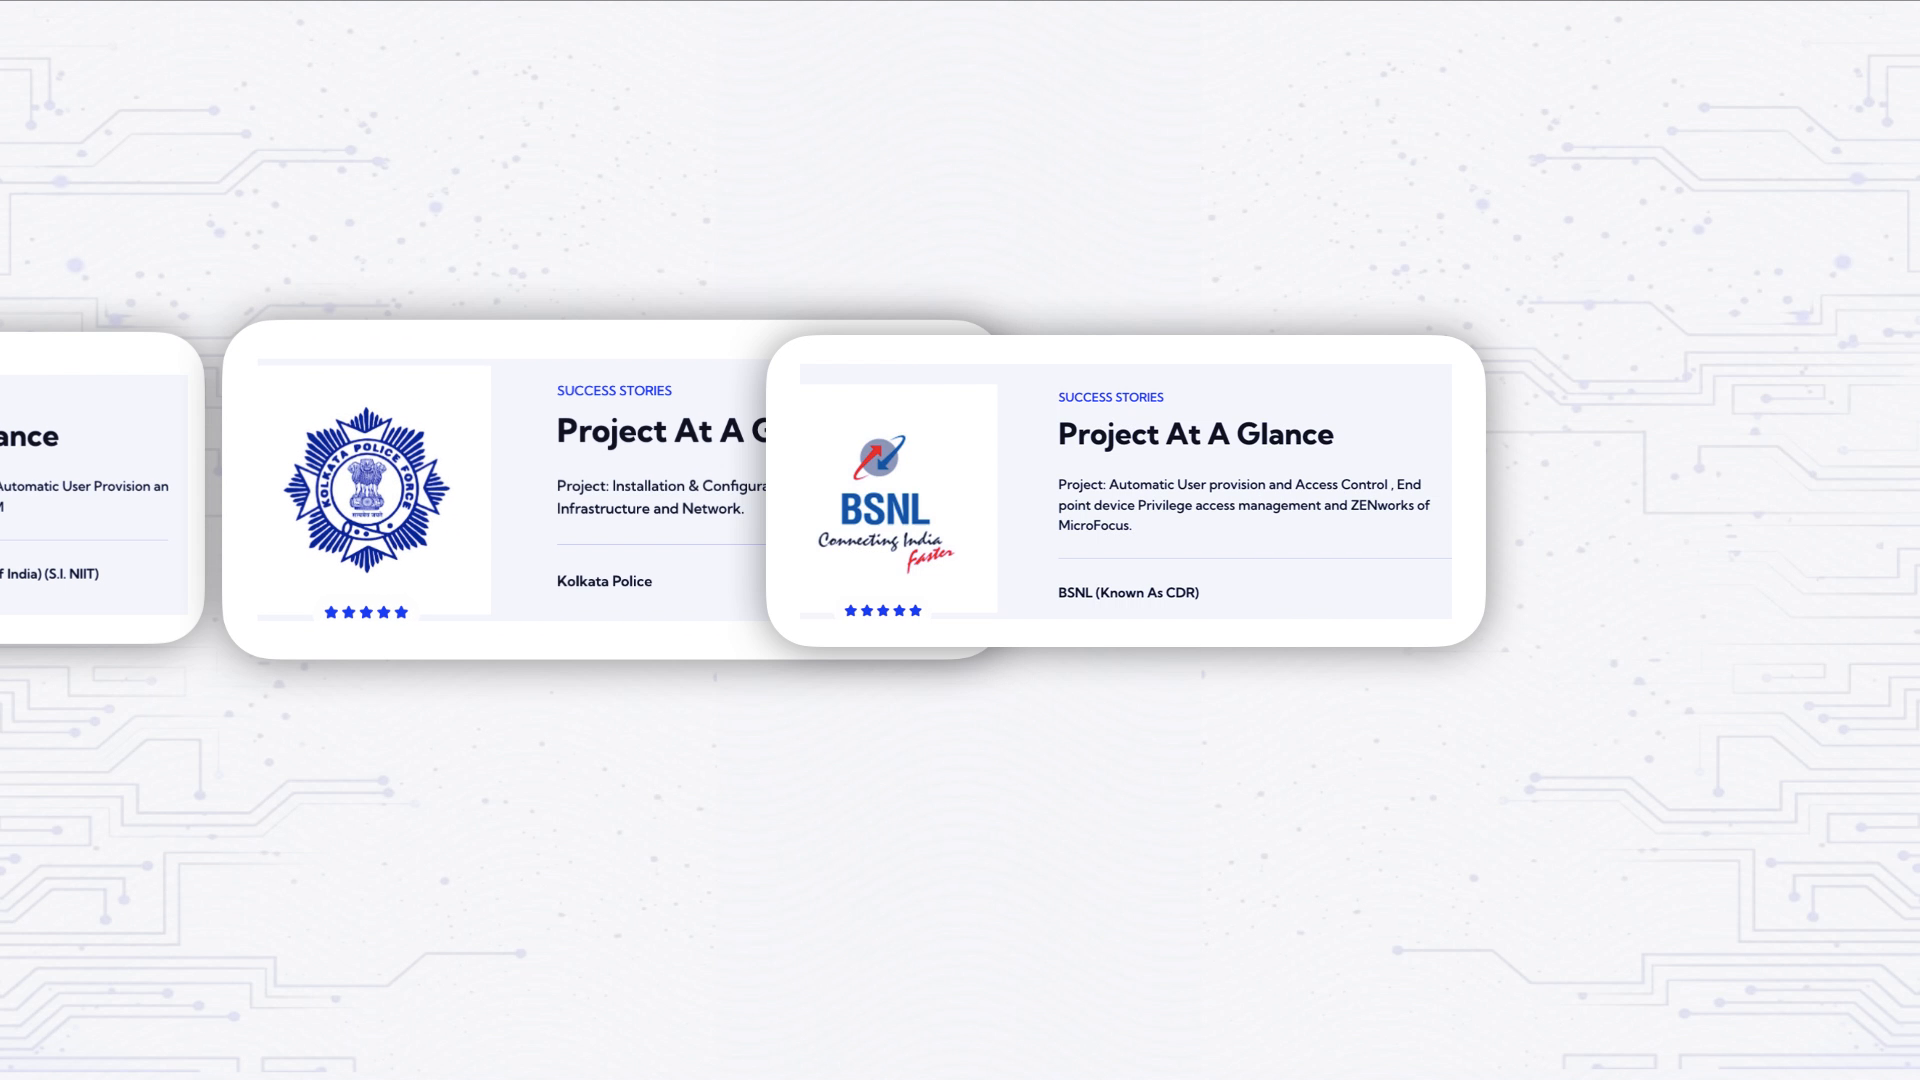 ance
Automatic User Provision an
M
f India) (S.I. NIIT)
KOLKATA POLICE FORCE
सत्यमेव जयते
SUCCESS STORIES
Project At A G
Project: Installation & Configura
Infrastructure and Network.
Kolkata Police
BSNL
Connecting India
Faster
SUCCESS STORIES
Project At A Glance
Project: Automatic User provision and Access Control , End
point device Privilege access management and ZENworks of
MicroFocus.
BSNL (Known As CDR)